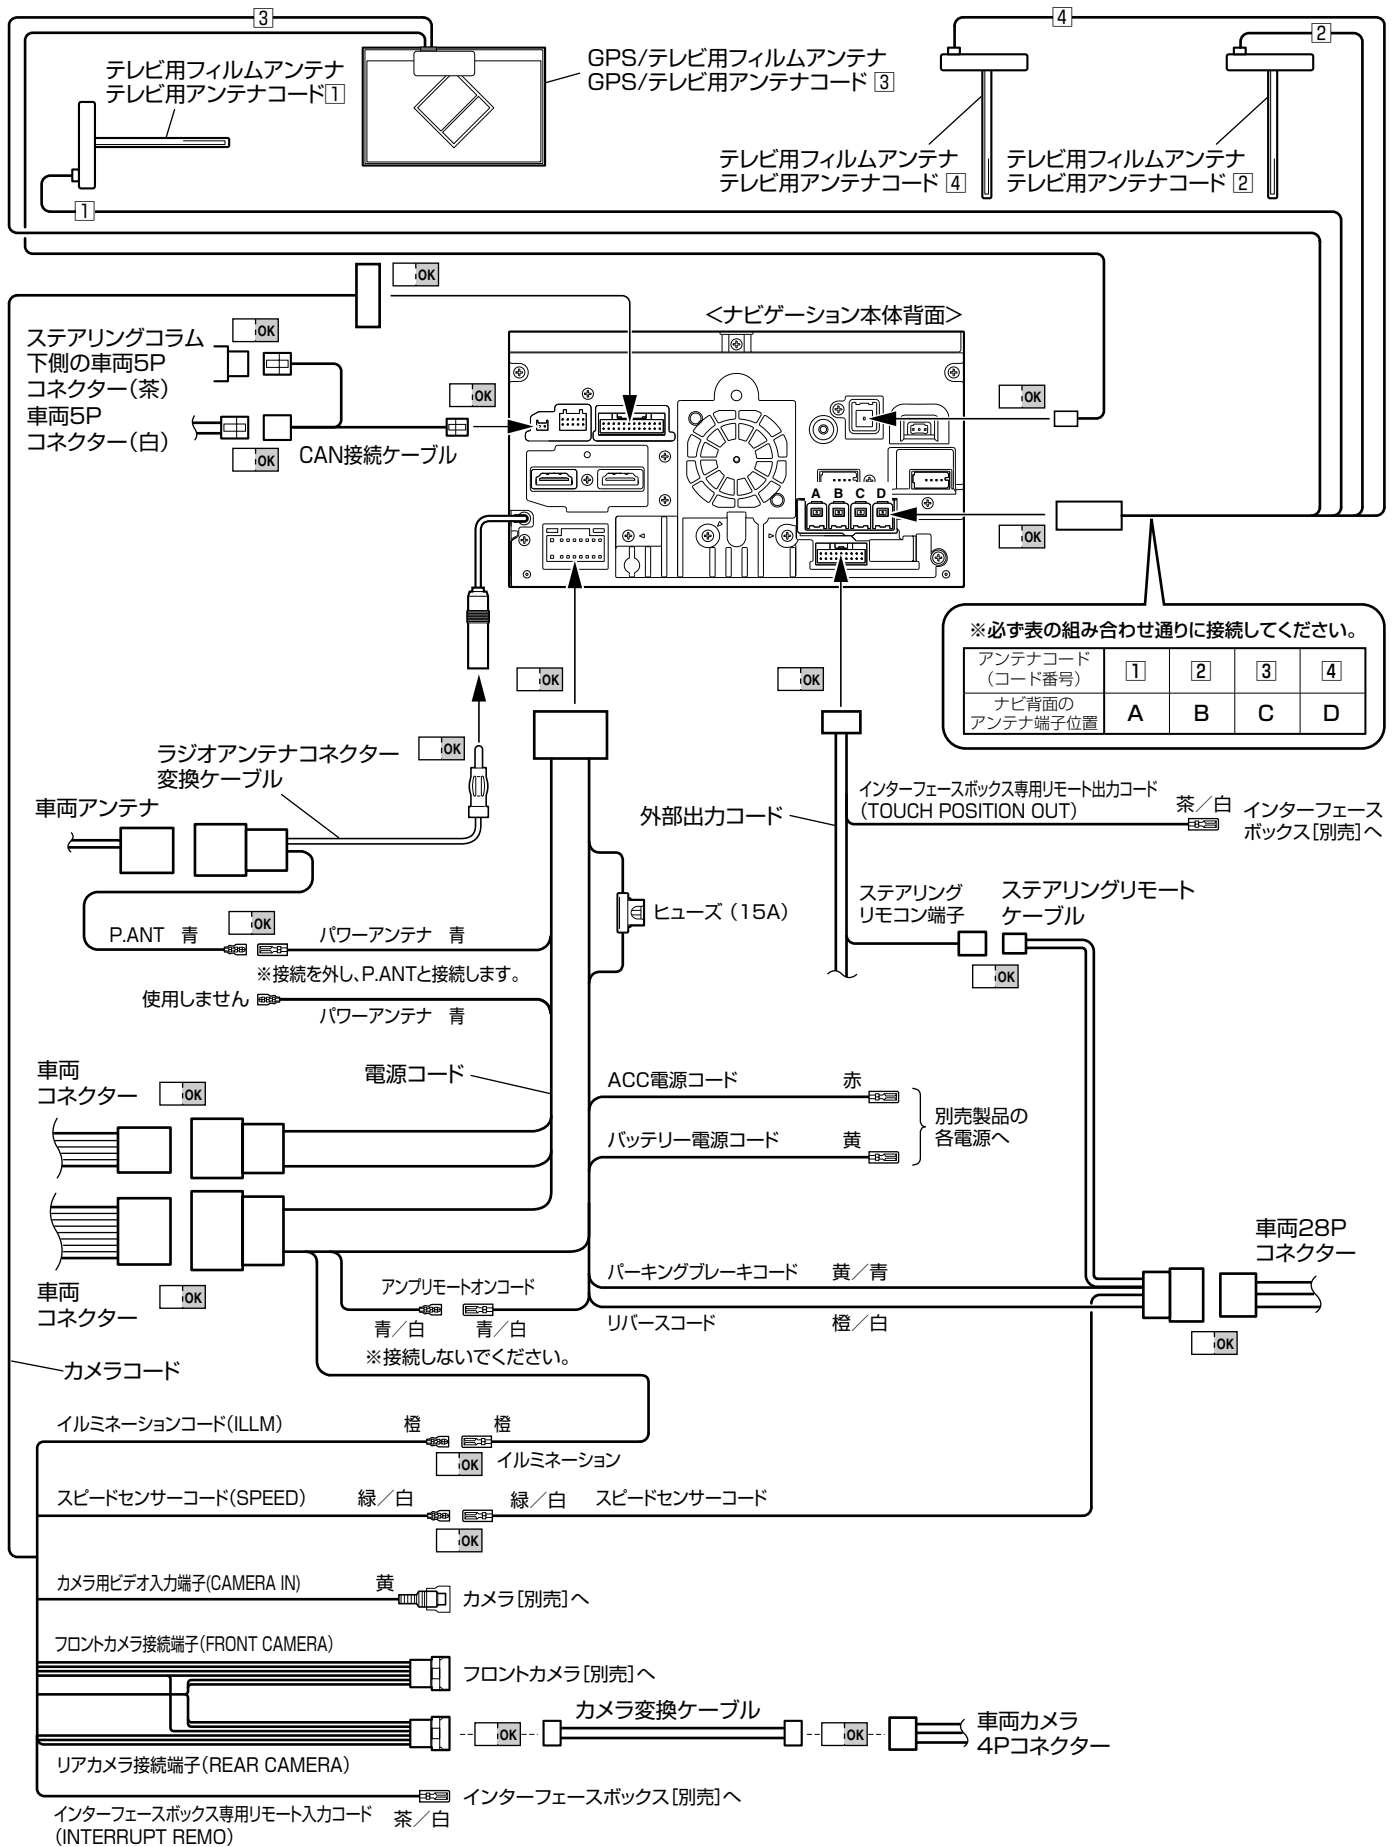 3
4
2
GPS/テレビ用フィルムアンテナ
GPS/テレビ用アンテナコード 3
テレビ用フィルムアンテナ
テレビ用アンテナコード1
テレビ用フィルムアンテナ
テレビ用アンテナコード 4
テレビ用フィルムアンテナ
テレビ用アンテナコード 2
1
OK
<ナビゲーション本体背面>
ステアリングコラム
下側の車両5P
コネクター(茶)
OK
車両5P
コネクター(白)
OK
OK
CAN接続ケーブル
OK
A B C D
OK
※必ず表の組み合わせ通りに接続してください。
アンテナコード
(コード番号)
1 2 3 4
ナビ背面の
アンテナ端子位置
A B C D
OK
OK
ラジオアンテナコネクター
変換ケーブル
OK
車両アンテナ
外部出力コード
インターフェースボックス専用リモート出力コード
(TOUCH POSITION OUT)
茶/白
インターフェース
ボックス[別売]へ
ヒューズ (15A)
ステアリング
リモコン端子
ステアリングリモート
ケーブル
OK
P.ANT 青
OK
パワーアンテナ 青
※接続を外し、P.ANTと接続します。
使用しません
パワーアンテナ 青
車両
コネクター
OK
電源コード
ACC電源コード 赤
バッテリー電源コード 黄
別売製品の
各電源へ
車両28P
コネクター
OK
車両
コネクター
OK
アンプリモートオンコード
青/白 青/白
※接続しないでください。
パーキングブレーキコード 黄/青
リバースコード 橙/白
カメラコード
イルミネーションコード(ILLM) 橙 橙
OK
イルミネーション
スピードセンサーコード(SPEED) 緑/白 緑/白 スピードセンサーコード
OK
カメラ用ビデオ入力端子(CAMERA IN) 黄
カメラ[別売]へ
フロントカメラ接続端子(FRONT CAMERA)
フロントカメラ[別売]へ
カメラ変換ケーブル
OK
OK
車両カメラ
4Pコネクター
リアカメラ接続端子(REAR CAMERA)
インターフェースボックス[別売]へ
インターフェースボックス専用リモート入力コード
(INTERRUPT REMO)
茶/白